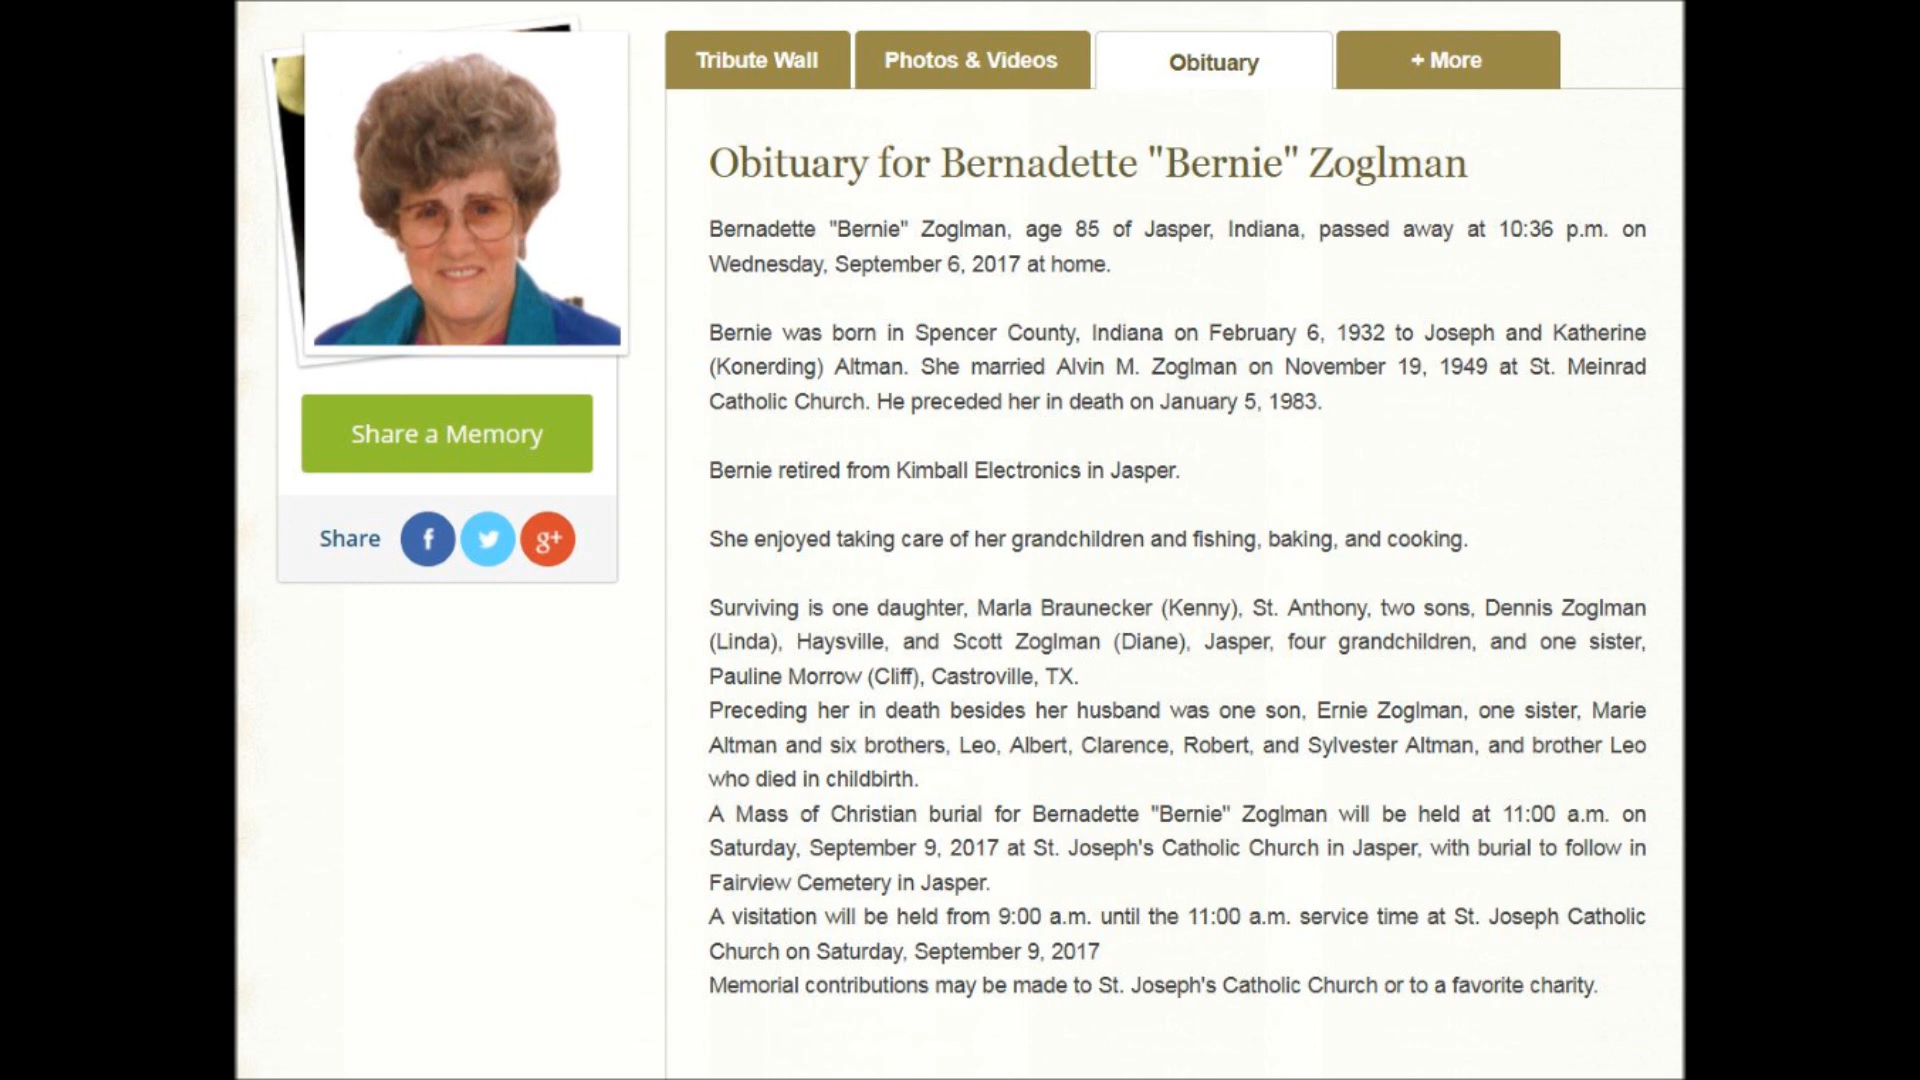 Tribute Wall
Photos & Videos
Obituary
+ More
Obituary for Bernadette "Bernie" Zoglman
Bernadette "Bernie" Zoglman, age 85 of Jasper, Indiana, passed away at 10:36 p.m. on
Wednesday, September 6, 2017 at home.
Bernie was born in Spencer County, Indiana on February 6, 1932 to Joseph and Katherine
(Konerding) Altman. She married Alvin M. Zoglman on November 19, 1949 at St. Meinrad
Catholic Church. He preceded her in death on January 5, 1983.
Bernie retired from Kimball Electronics in Jasper.
She enjoyed taking care of her grandchildren and fishing, baking, and cooking.
Surviving is one daughter, Marla Braunecker (Kenny), St. Anthony, two sons, Dennis Zoglman
(Linda), Haysville, and Scott Zoglman (Diane), Jasper, four grandchildren, and one sister,
Pauline Morrow (Cliff), Castroville, TX.
Preceding her in death besides her husband was one son, Ernie Zoglman, one sister, Marie
Altman and six brothers, Leo, Albert, Clarence, Robert, and Sylvester Altman, and brother Leo
who died in childbirth.
A Mass of Christian burial for Bernadette "Bernie" Zoglman will be held at 11:00 a.m. on
Saturday, September 9, 2017 at St. Joseph's Catholic Church in Jasper, with burial to follow in
Fairview Cemetery in Jasper.
A visitation will be held from 9:00 a.m. until the 11:00 a.m. service time at St. Joseph Catholic
Church on Saturday, September 9, 2017
Memorial contributions may be made to St. Joseph's Catholic Church or to a favorite charity.
Share a Memory
Share f g+